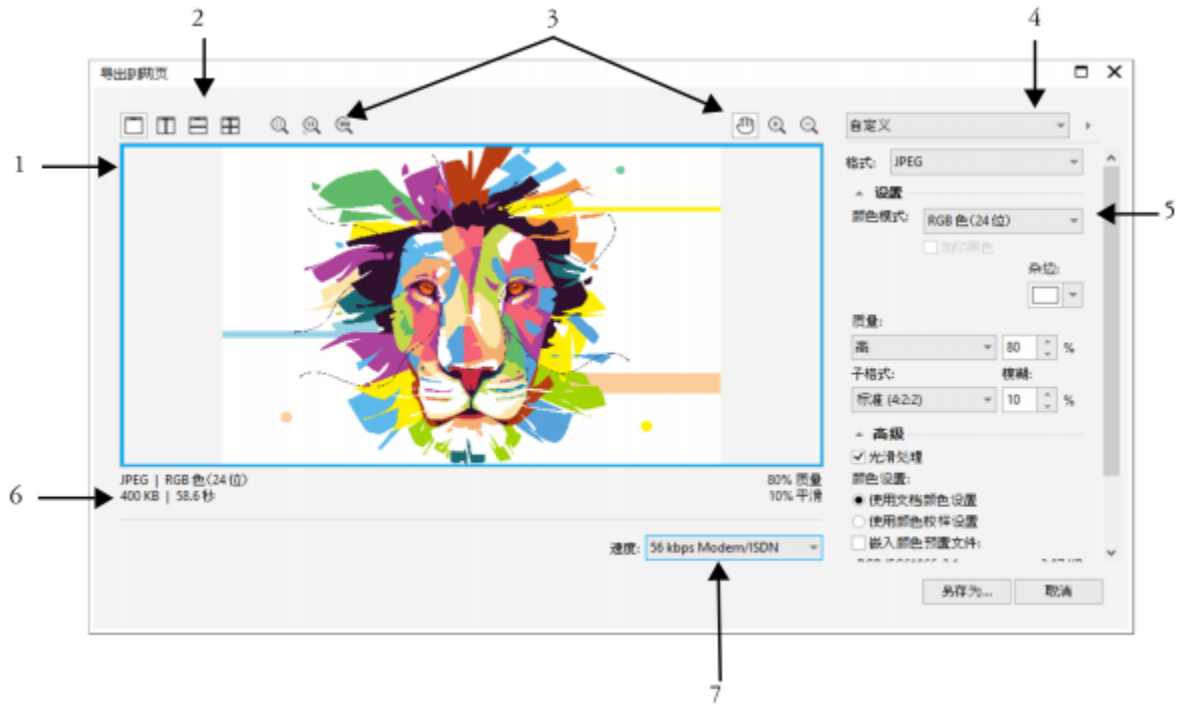 2
3
4
导出到网页
自定义
1
格式: JPEG
设置
颜色模式: RGB 色(24 位)
5
加印黑色
杂边:
质量:
高 80 %
子格式: 模糊:
标准 (4:2:2) 10 %
高级
光滑处理
JPEG | RGB 色(24 位) 80% 质量
颜色设置:
6
400 KB | 58.6 秒 10% 平滑
使用文档颜色设置
使用颜色校样设置
速度: 56 kbps Modem/ISDN
嵌入颜色预置文件:
另存为... 取消
7